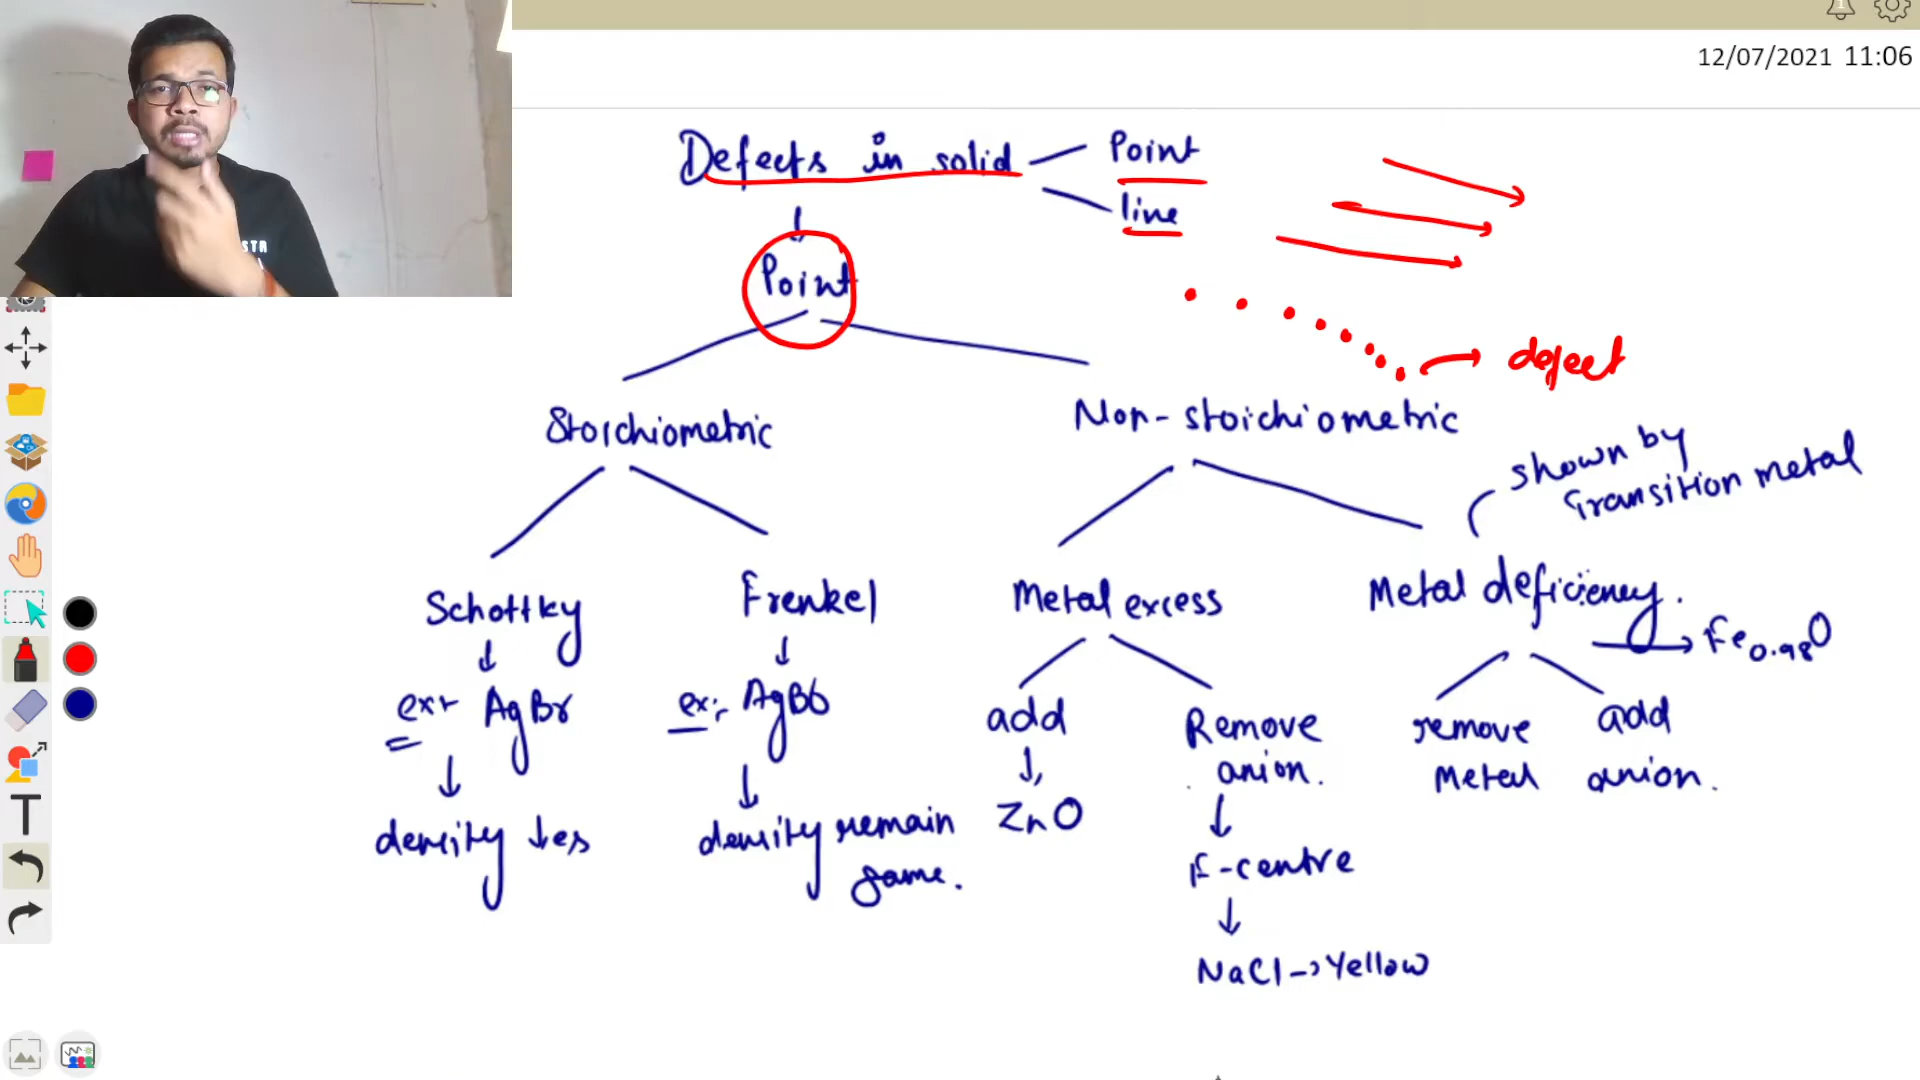 12/07/2021 11:06
Defects in solid
Point
line
Point
defect
Stoichiometric
Non-stoichiometric
shown by
Transition metal
Schottky
Frenkel
Metal excess
Metal deficiency.
Fe0.98O
ex:- AgBr
ex:- AgBr
add
Remove
anion.
remove
Metal
add
anion.
density ↓es
density remain
same.
ZnO
F-centre
NaCl→Yellow